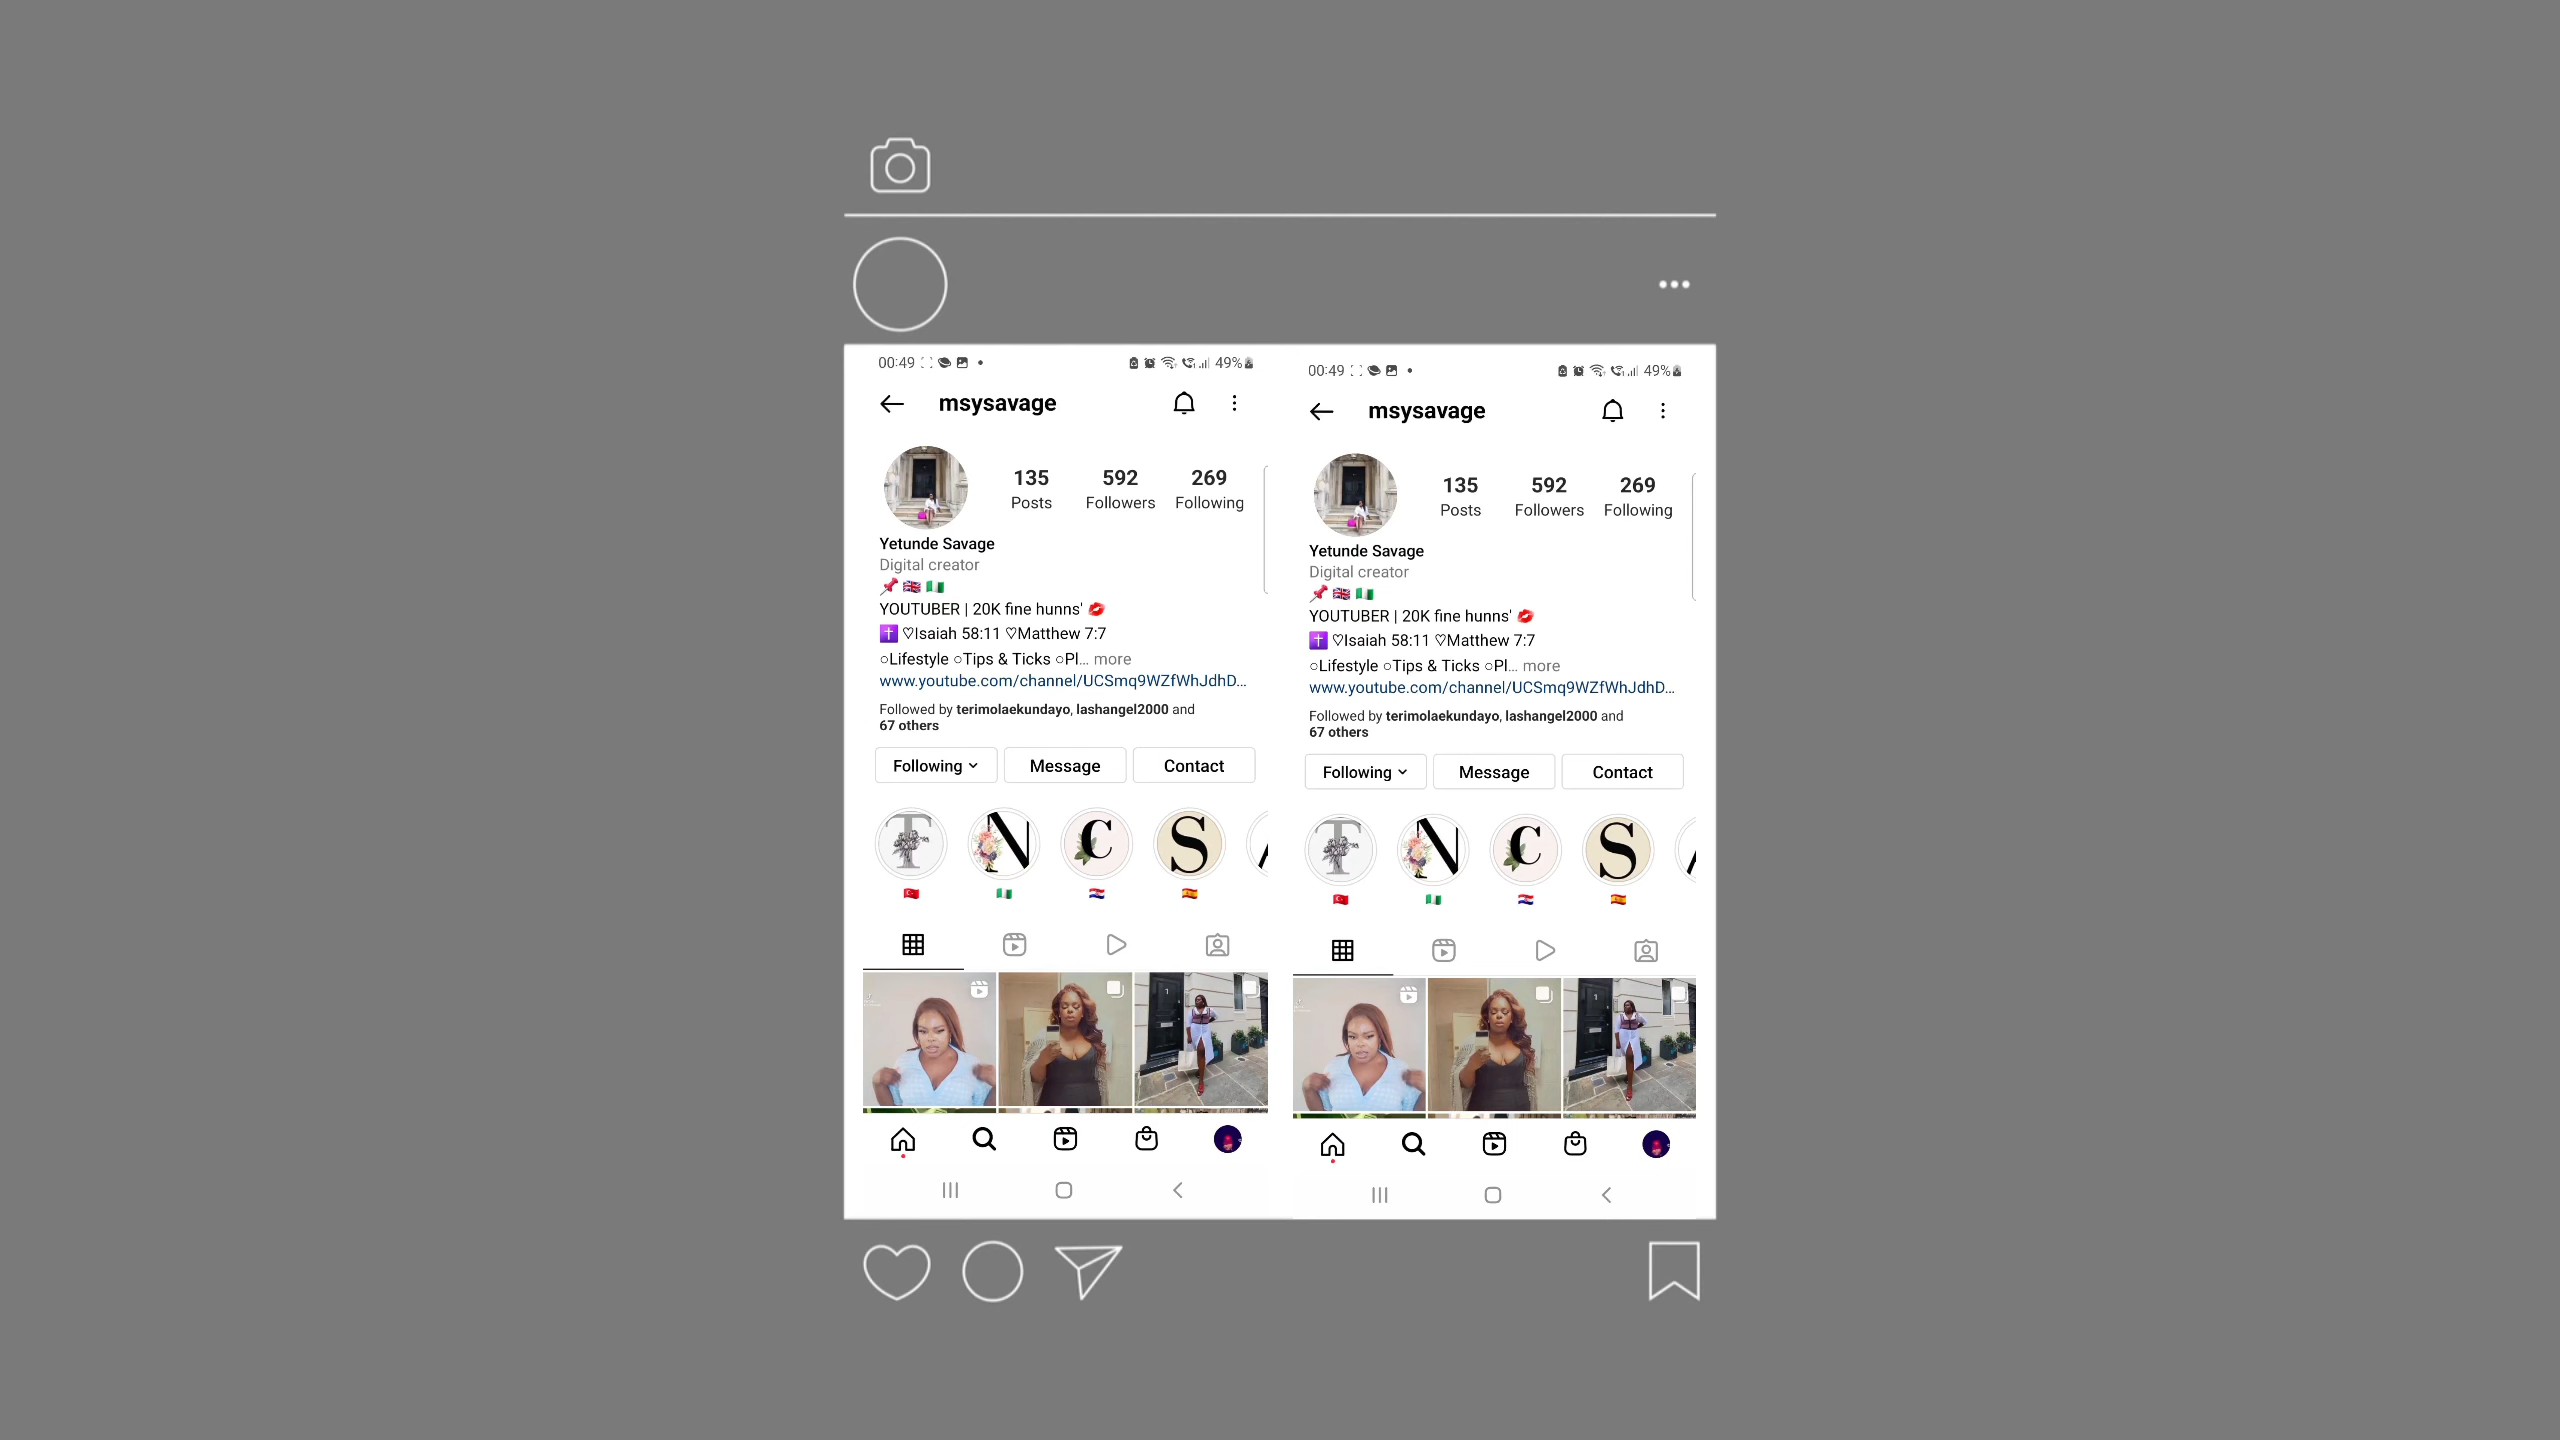 00:49
49%
msysavage
135 592 269
Posts Followers Following
Yetunde Savage
Digital creator
📌 🇬🇧 🇳🇬
YOUTUBER | 20K fine hunns' 💋
✝️ ♡Isaiah 58:11 ♡Matthew 7:7
○Lifestyle ○Tips & Ticks ○Pl... more
www.youtube.com/channel/UCSmq9WZfWhJdhD...
Followed by terimolaekundayo, lashangel2000 and
67 others
Following Message Contact
T N C S
1
00:49
49%
msysavage
135 592 269
Posts Followers Following
Yetunde Savage
Digital creator
📌 🇬🇧 🇳🇬
YOUTUBER | 20K fine hunns' 💋
✝️ ♡Isaiah 58:11 ♡Matthew 7:7
○Lifestyle ○Tips & Ticks ○Pl... more
www.youtube.com/channel/UCSmq9WZfWhJdhD...
Followed by terimolaekundayo, lashangel2000 and
67 others
Following Message Contact
T N C S
1